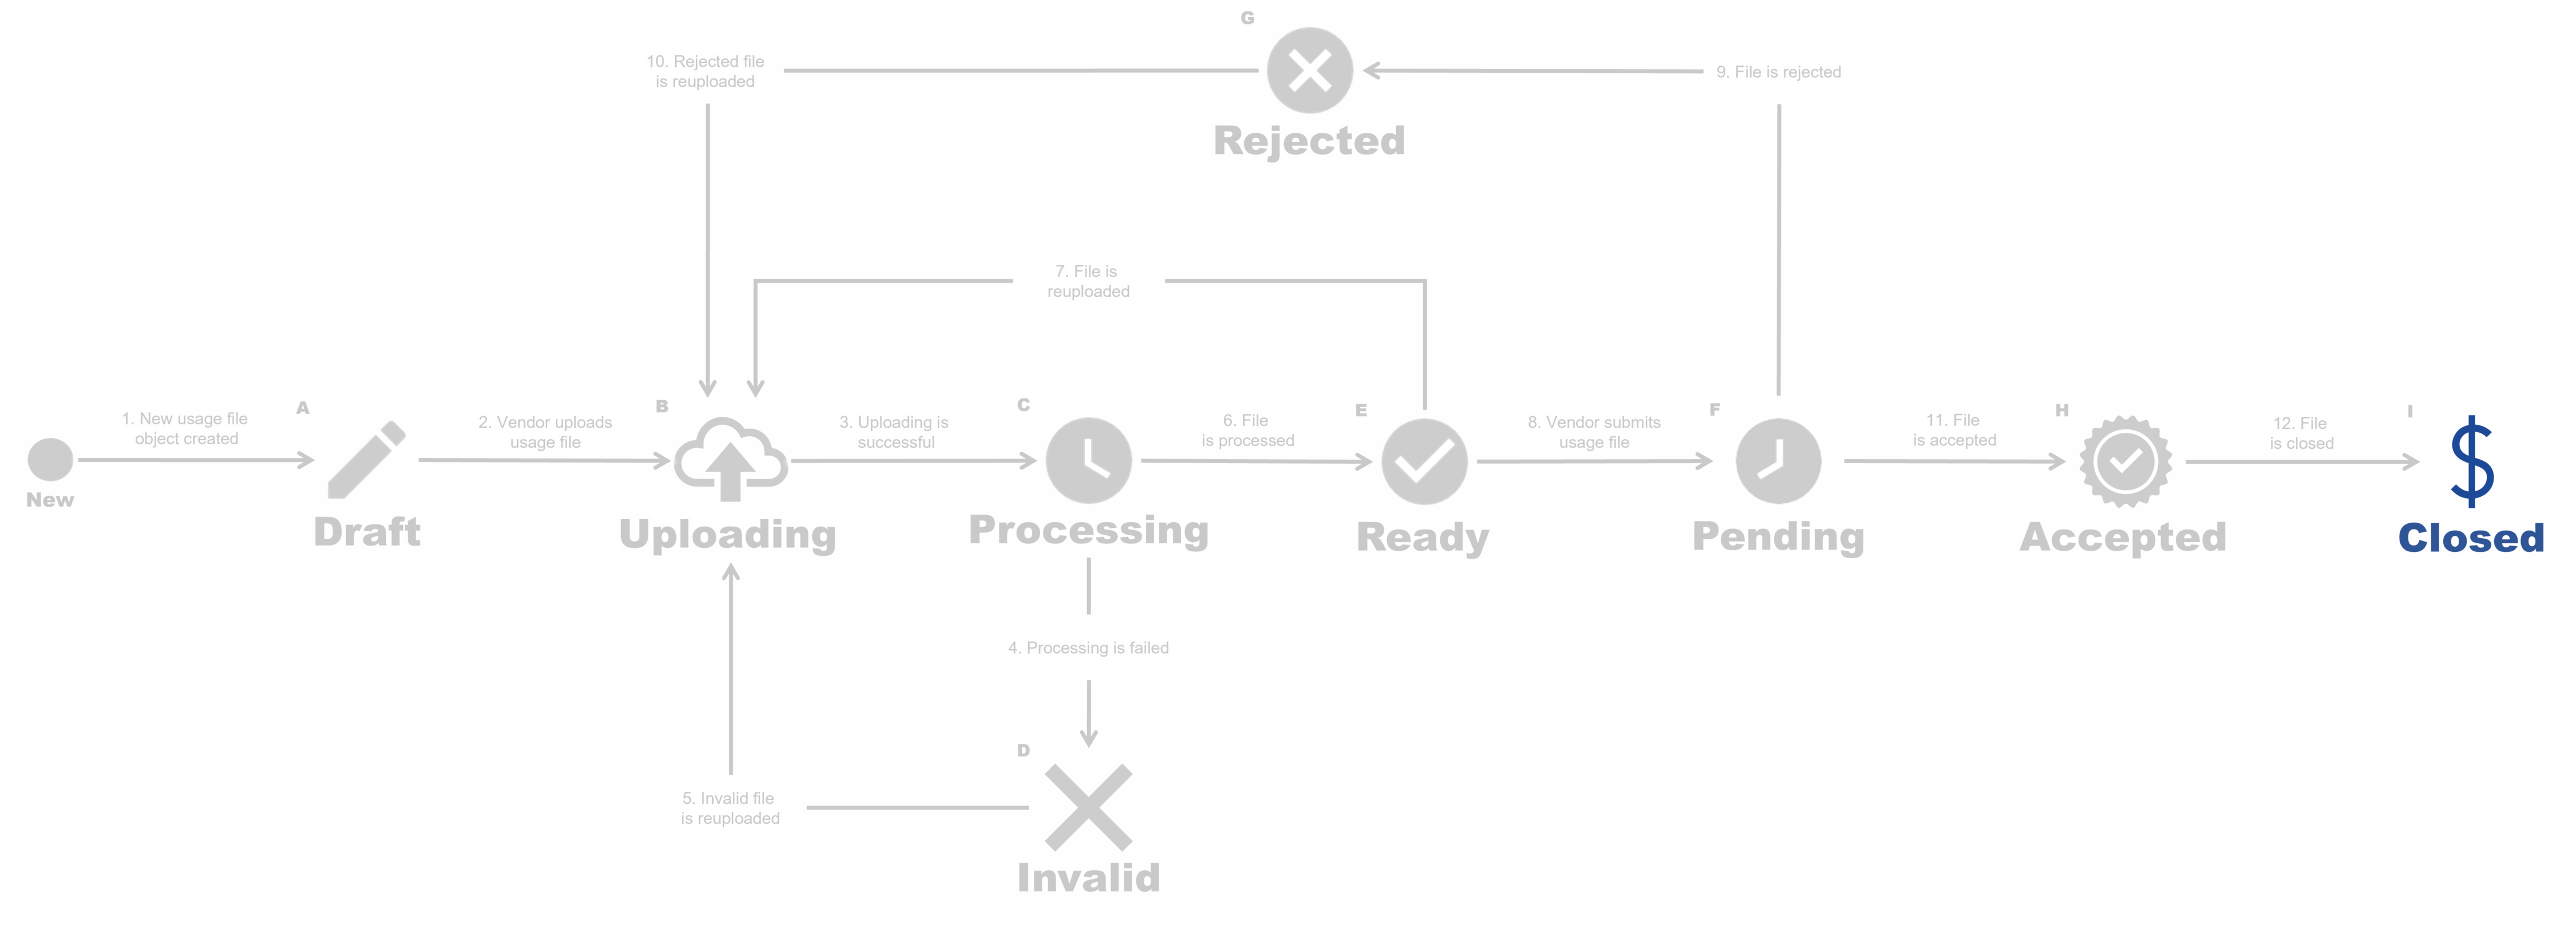 G
10. Rejected file
is reuploaded
9. File is rejected
Rejected
7. File is
reuploaded
1. New usage file
object created
A
2. Vendor uploads
usage file
B
3. Uploading is
successful
C
6. File
is processed
E
8. Vendor submits
usage file
F
11. File
is accepted
H
12. File
is closed
I
New
Draft
Uploading
Processing
Ready
Pending
Accepted
Closed
4. Processing is failed
D
5. Invalid file
is reuploaded
Invalid